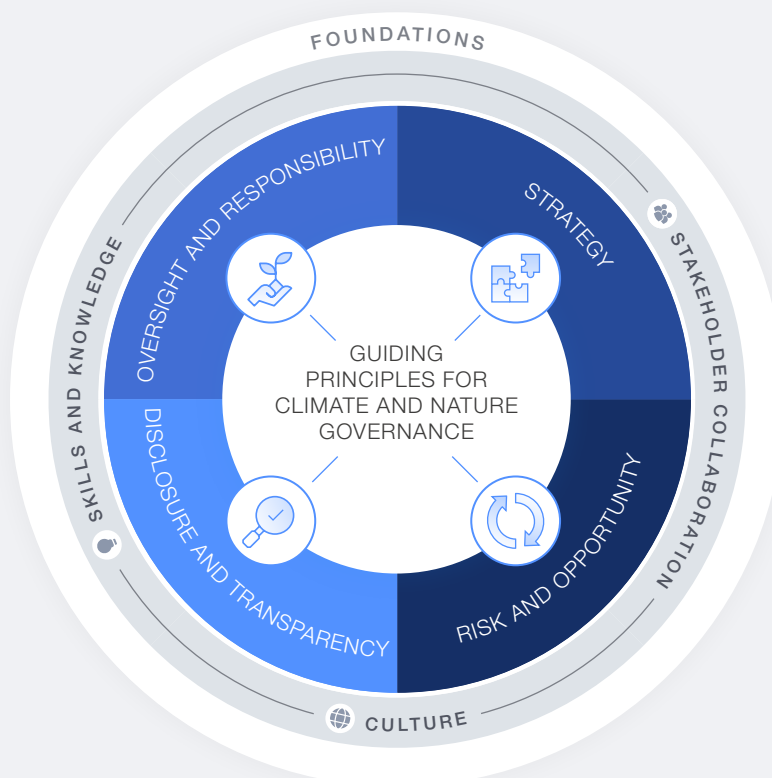 FOUNDATIONS
OVERSIGHT AND RESPONSIBILITY
STRATEGY
SKILLS AND KNOWLEDGE
STAKEHOLDER COLLABORATION
GUIDING
PRINCIPLES FOR
CLIMATE AND NATURE
GOVERNANCE
DISCLOSURE AND TRANSPARENCY
RISK AND OPPORTUNITY
CULTURE